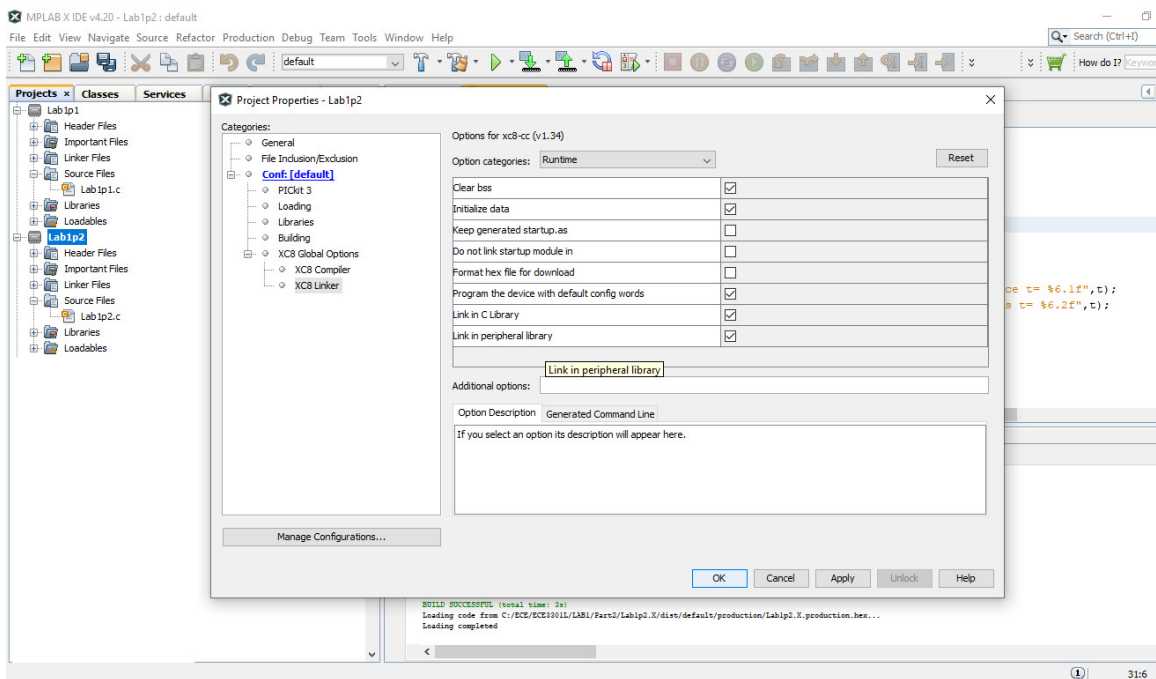 MPLAB X IDE v4.20 - Lab1p2 : default
File Edit View Navigate Source Refactor Production Debug Team Tools Window Help
Search (Ctrl+I)
default
How do I?
Projects × Classes Services
Lab1p1
Header Files
Important Files
Linker Files
Source Files
Lab1p1.c
Libraries
Loadables
Lab1p2
Header Files
Important Files
Linker Files
Source Files
Lab1p2.c
Libraries
Loadables
Project Properties - Lab1p2
Categories:
General
File Inclusion/Exclusion
Conf: [default]
PICkit 3
Loading
Libraries
Building
XC8 Global Options
XC8 Compiler
XC8 Linker
Manage Configurations...
Options for xc8-cc (v1.34)
Option categories: Runtime
Reset
Clear bss
Initialize data
Keep generated startup.as
Do not link startup module in
Format hex file for download
Program the device with default config words
Link in C Library
Link in peripheral library
Link in peripheral library
Additional options:
Option Description Generated Command Line
If you select an option its description will appear here.
OK Cancel Apply Unlock Help
ce t= %6.1f",t);
s t= %6.2f",t);
BUILD SUCCESSFUL (total time: 3s)
Loading code from C:/ECE/ECE3301L/LAB1/Part2/Lab1p2.X/dist/default/production/Lab1p2.X.production.hex...
Loading completed
1
31:6